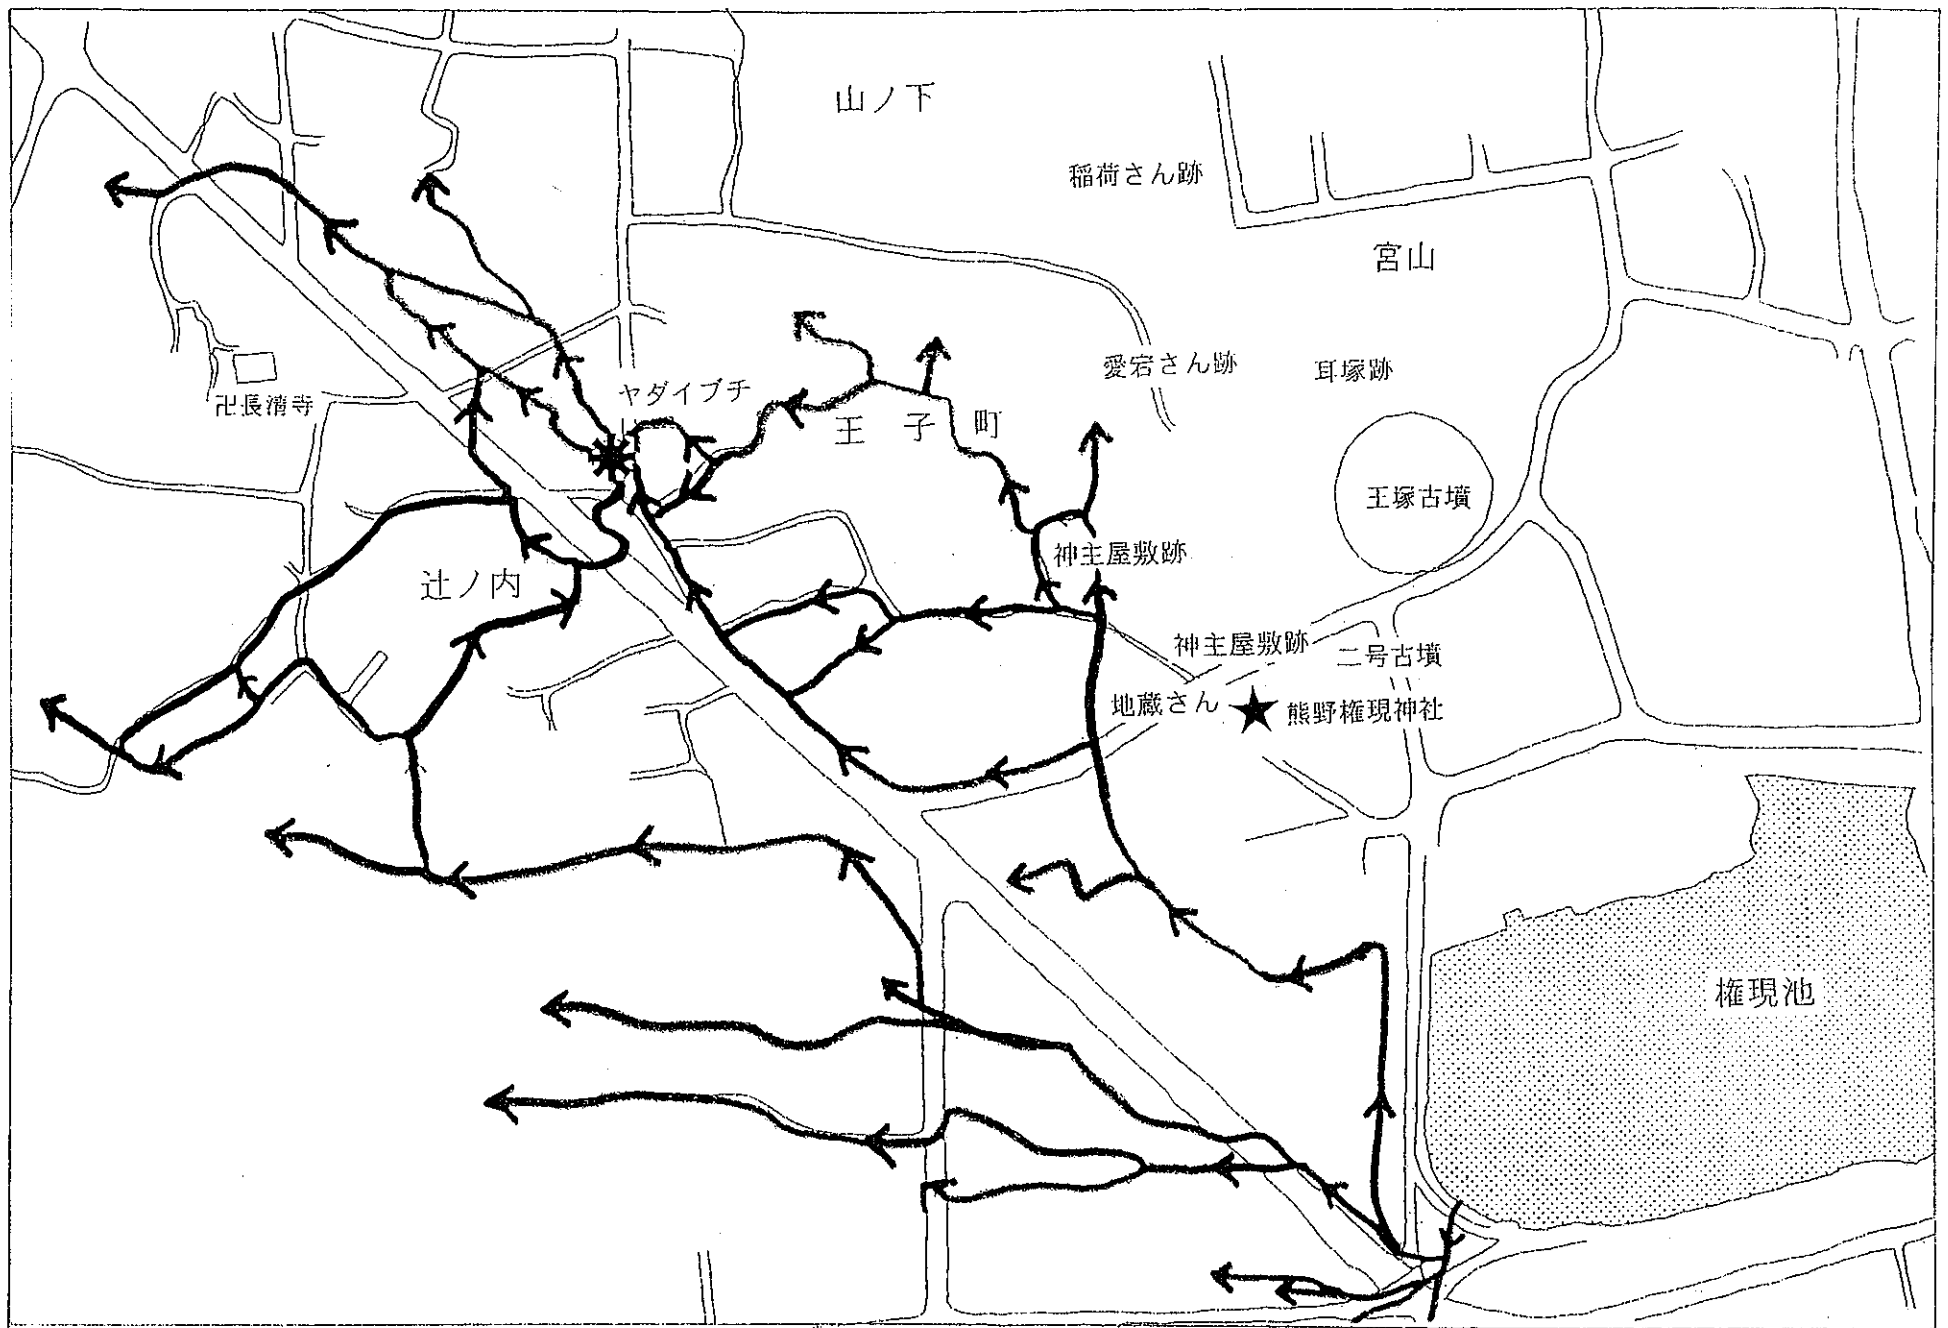 山ノ下
稲荷さん跡
宮山
愛宕さん跡
耳塚跡
ヤダイブチ
卍長清寺
王子町
王塚古墳
神主屋敷跡
辻ノ内
神主屋敷跡
二号古墳
地蔵さん
★熊野権現神社
権現池